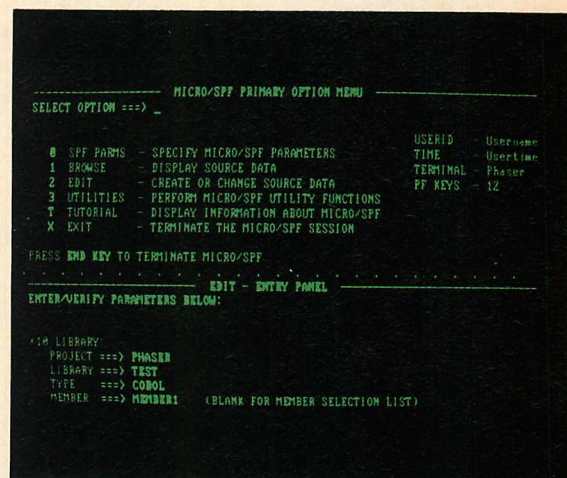 MICRO/SPF PRIMARY OPTION MENU
SELECT OPTION ===> _
USERID - Username
0 SPF PARMS - SPECIFY MICRO/SPF PARAMETERS TIME - Usertime
1 BROWSE - DISPLAY SOURCE DATA TERMINAL - Phaser
2 EDIT - CREATE OR CHANGE SOURCE DATA PF KEYS - 12
3 UTILITIES - PERFORM MICRO/SPF UTILITY FUNCTIONS
T TUTORIAL - DISPLAY INFORMATION ABOUT MICRO/SPF
X EXIT - TERMINATE THE MICRO/SPF SESSION
PRESS END KEY TO TERMINATE MICRO/SPF
EDIT - ENTRY PANEL
ENTER/VERIFY PARAMETERS BELOW:
LIBRARY
PROJECT ===> PHASER
LIBRARY ===> TEST
TYPE ===> COBOL
MEMBER ===> MEMBER1 (BLANK FOR MEMBER SELECTION LIST)